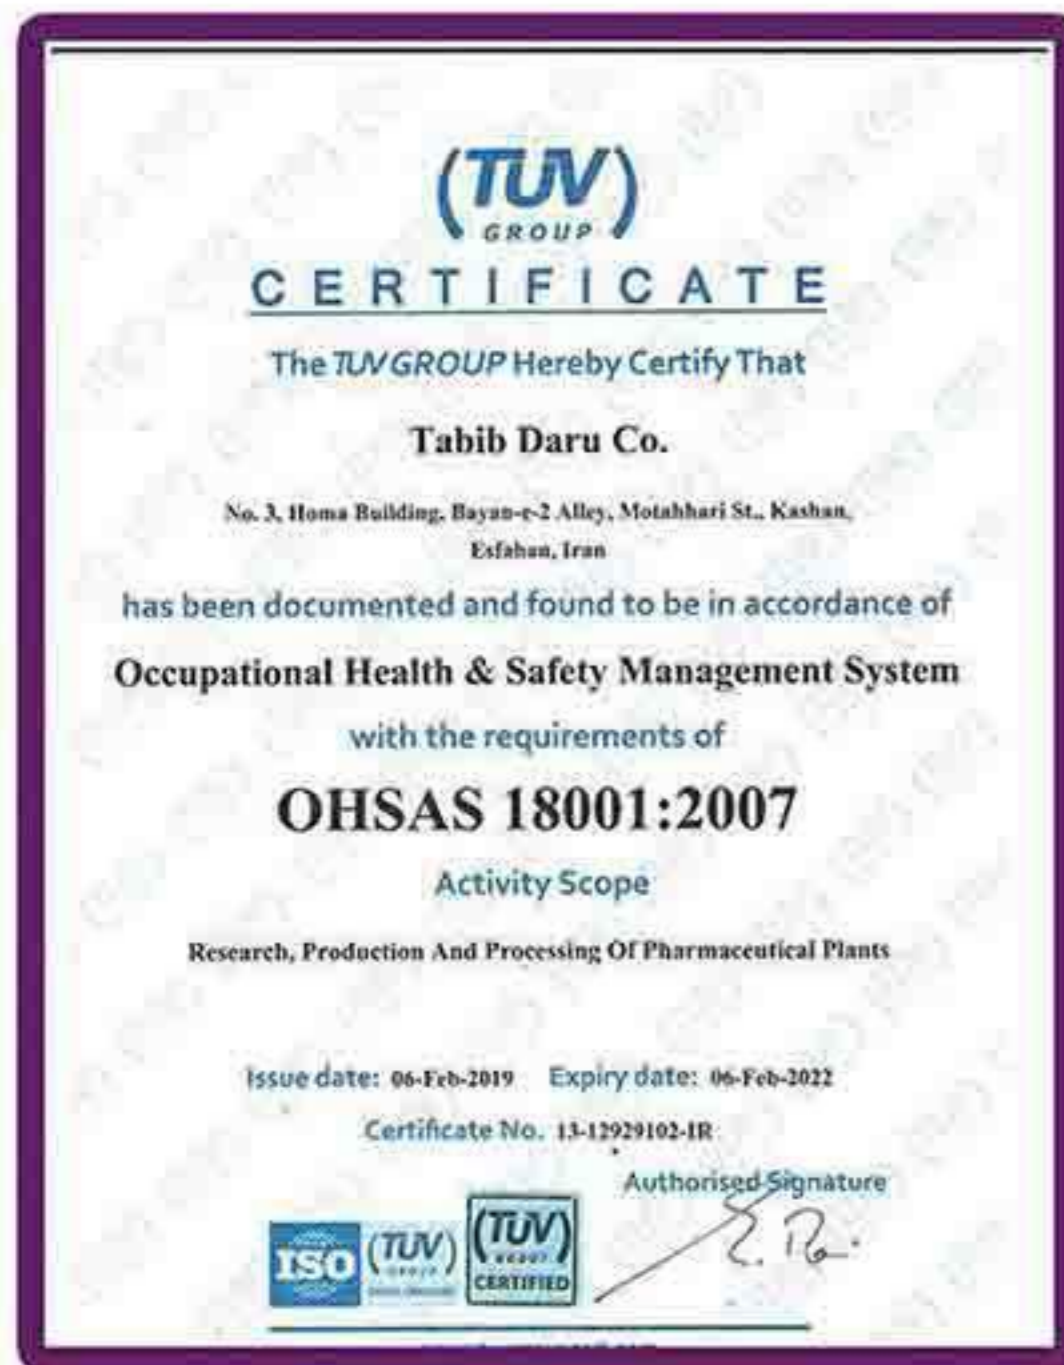 (TUV)
GROUP
CERTIFICATE
The TUV GROUP Hereby Certify That
Tabib Daru Co.
No. 3, Homa Building, Bayan-e-2 Alley, Motahhari St., Kashan,
Esfahan, Iran
has been documented and found to be in accordance of
Occupational Health & Safety Management System
with the requirements of
OHSAS 18001:2007
Activity Scope
Research, Production And Processing Of Pharmaceutical Plants
Issue date: 06-Feb-2019 Expiry date: 06-Feb-2022
Certificate No. 13-12929102-IR
Authorised Signature
ISO (TUV) GROUP
(TUV) GROUP CERTIFIED